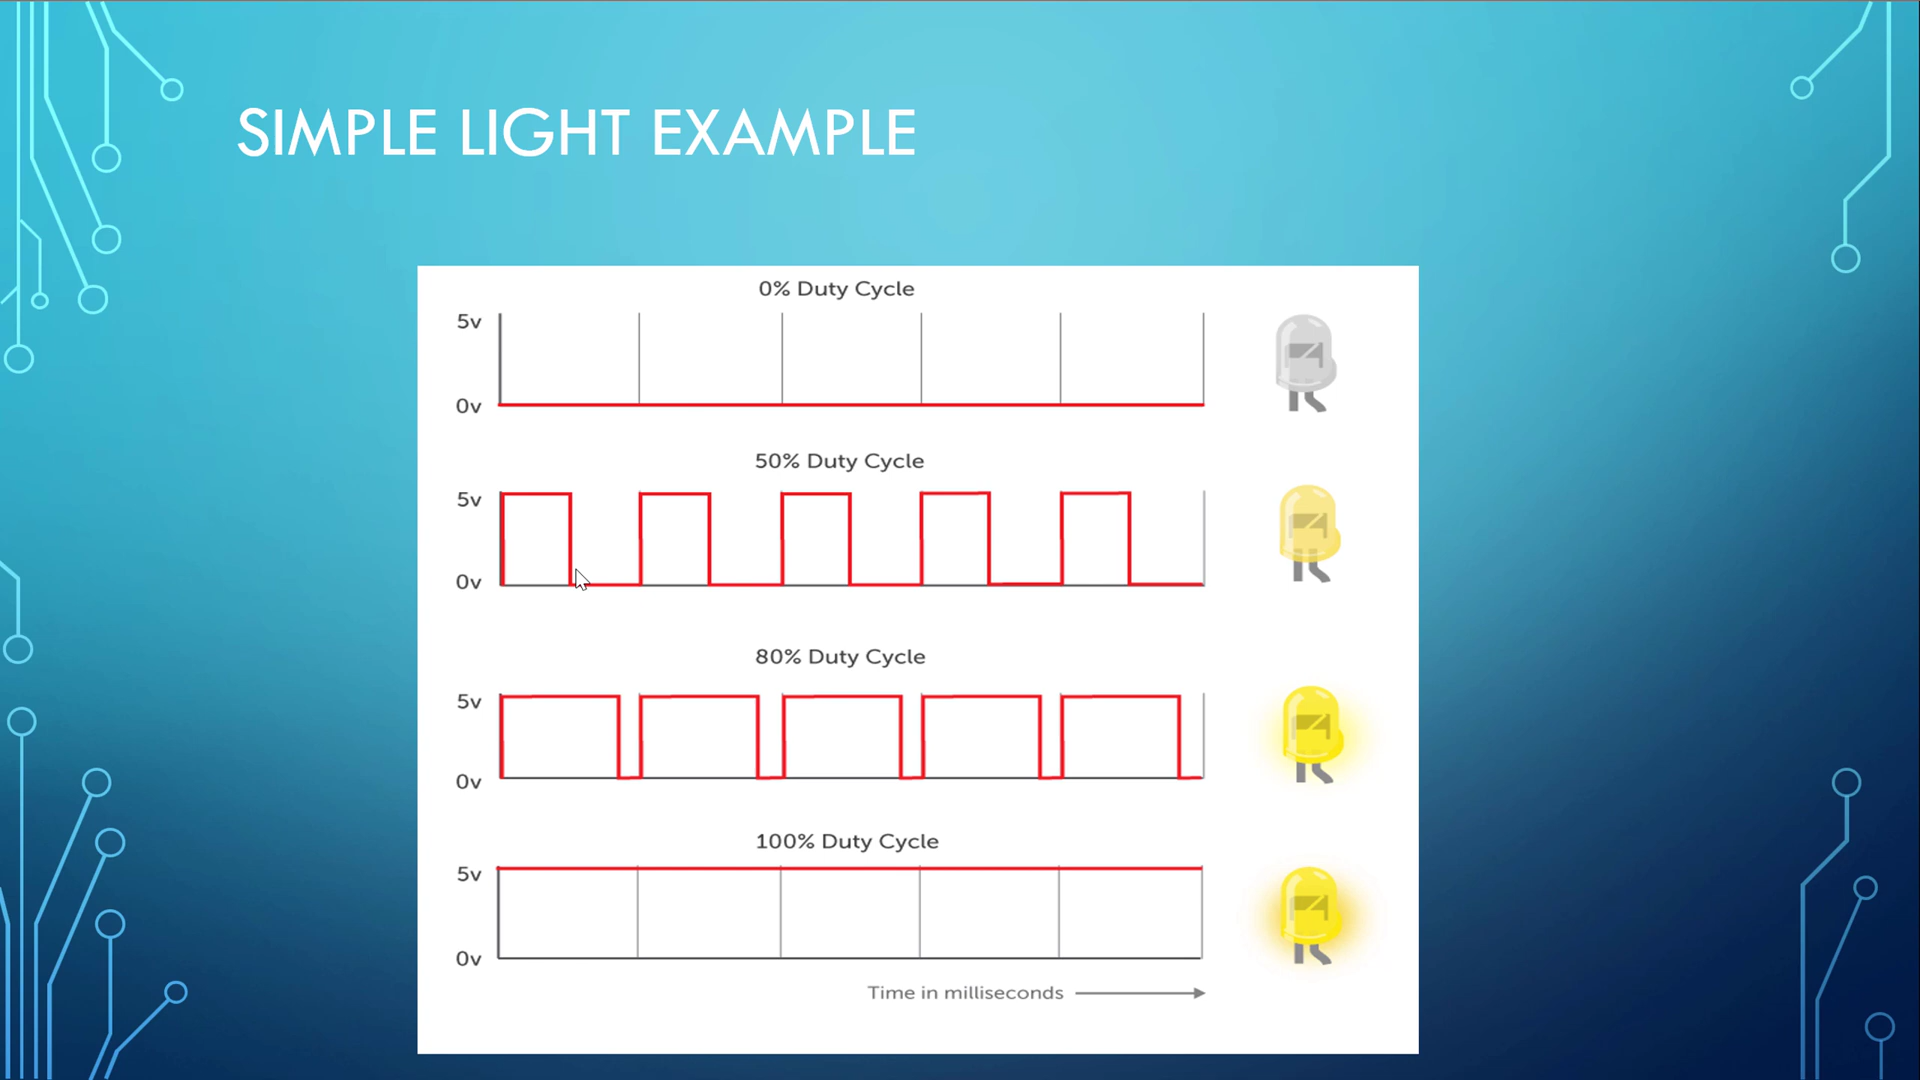 SIMPLE LIGHT EXAMPLE
0% Duty Cycle
5v
0v
50% Duty Cycle
5v
0v
80% Duty Cycle
5v
0v
100% Duty Cycle
5v
0v
Time in milliseconds